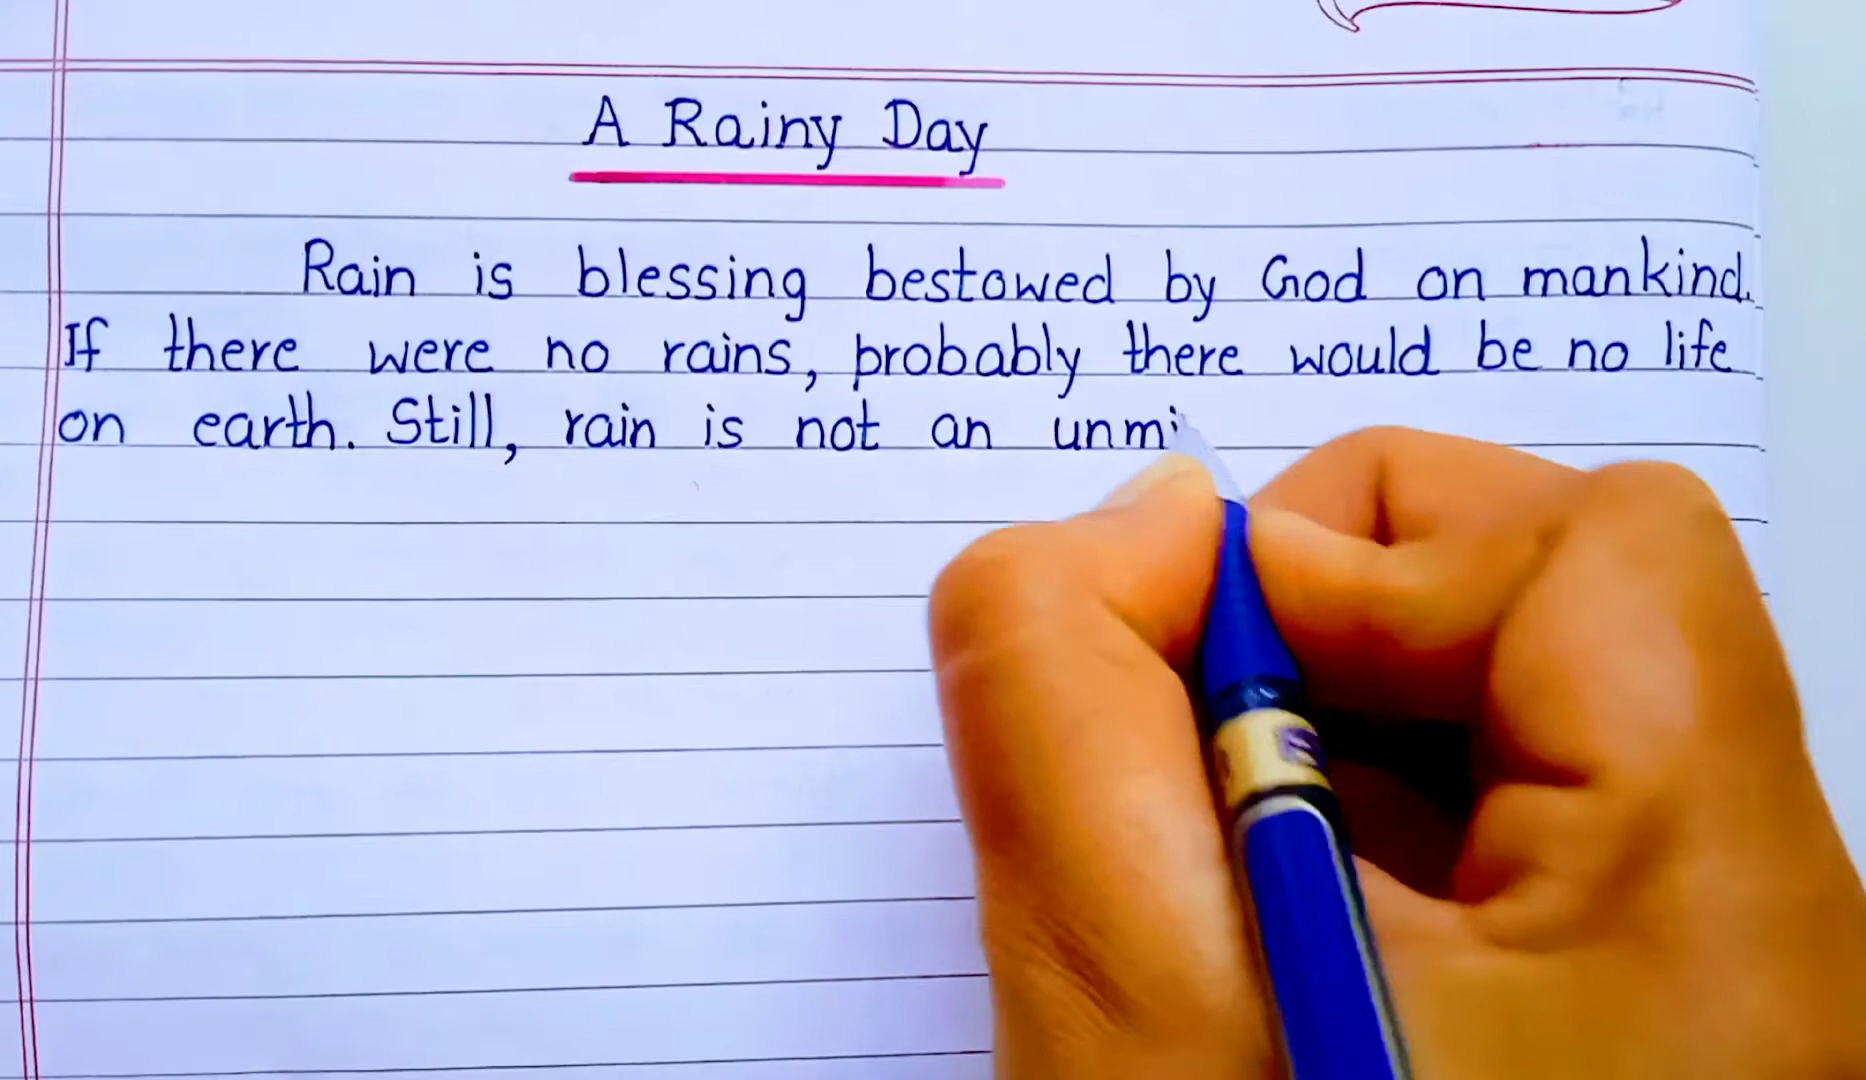 A Rainy Day
Rain is blessing bestowed by God on mankind.
If there were no rains, probably there would be no life
on earth. Still, rain is not an unmi